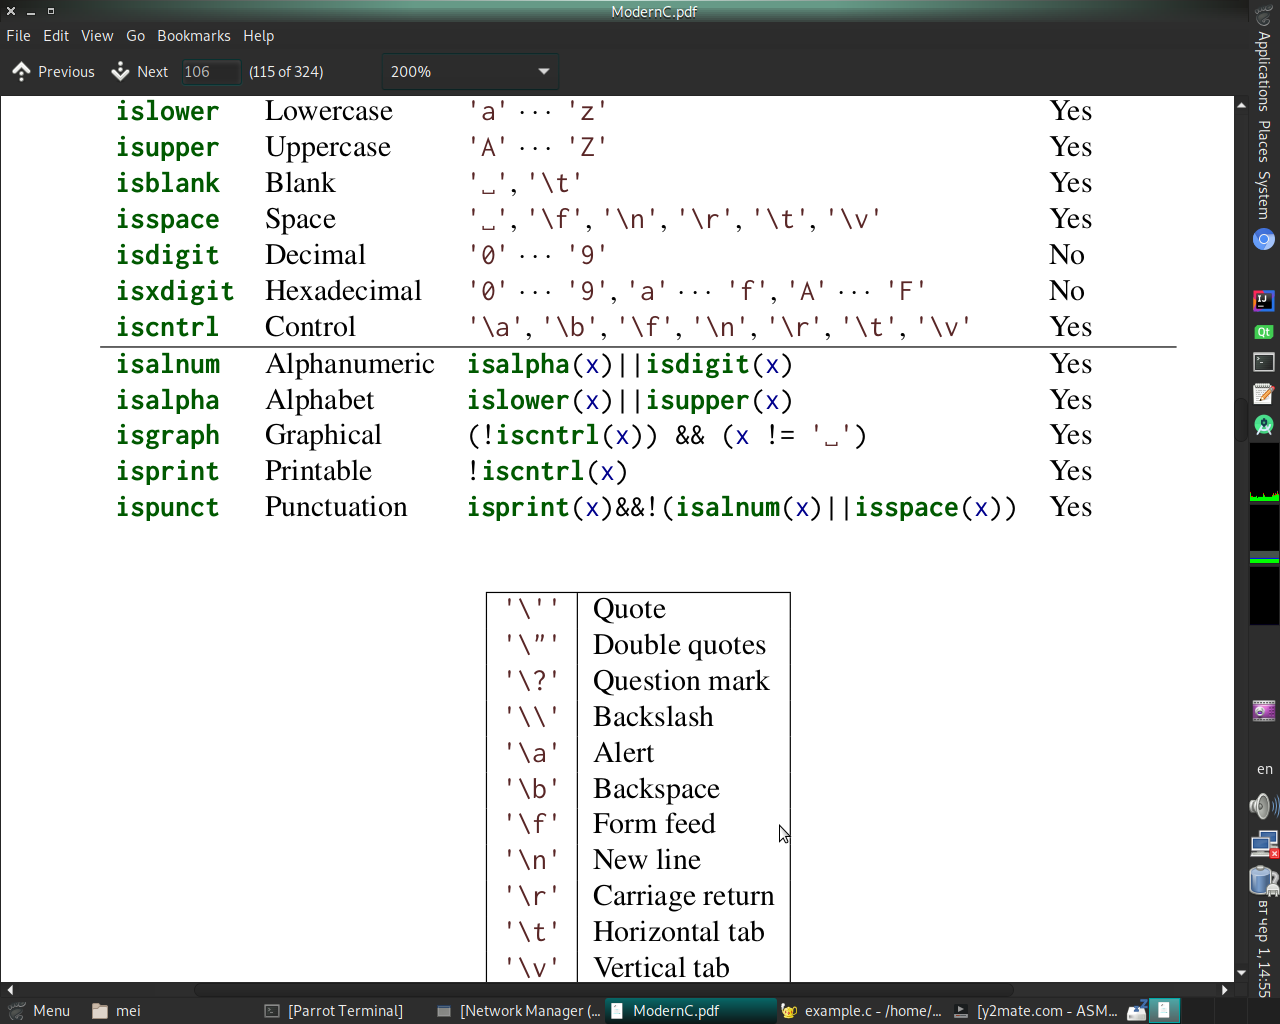 ModernC.pdf
File Edit View Go Bookmarks Help
Previous Next 106 (115 of 324) 200%
islower Lowercase 'a' ··· 'z' Yes
isupper Uppercase 'A' ··· 'Z' Yes
isblank Blank '␣', '\t' Yes
isspace Space '␣', '\f', '\n', '\r', '\t', '\v' Yes
isdigit Decimal '0' ··· '9' No
isxdigit Hexadecimal '0' ··· '9', 'a' ··· 'f', 'A' ··· 'F' No
iscntrl Control '\a', '\b', '\f', '\n', '\r', '\t', '\v' Yes
isalnum Alphanumeric isalpha(x)||isdigit(x) Yes
isalpha Alphabet islower(x)||isupper(x) Yes
isgraph Graphical (!iscntrl(x)) && (x != '␣') Yes
isprint Printable !iscntrl(x) Yes
ispunct Punctuation isprint(x)&&!(isalnum(x)||isspace(x)) Yes
'\'' Quote
'\"' Double quotes
'\?' Question mark
'\\' Backslash
'\a' Alert
'\b' Backspace
'\f' Form feed
'\n' New line
'\r' Carriage return
'\t' Horizontal tab
'\v' Vertical tab
Applications Places System
IJ
Qt
en
вт чер 1, 14:55
Menu mei [Parrot Terminal] [Network Manager (... ModernC.pdf example.c - /home/... [y2mate.com - ASM...